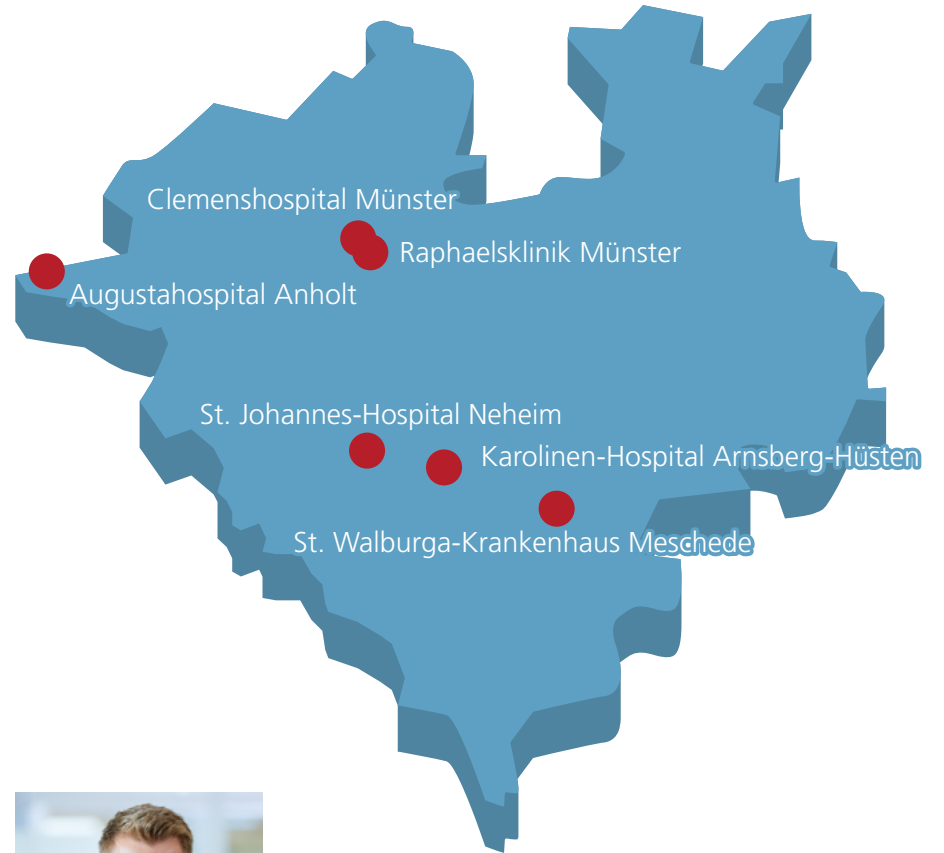 Clemenshospital Münster
Raphaelsklinik Münster
Augustahospital Anholt
St. Johannes-Hospital Neheim
Karolinen-Hospital Arnsberg-Hüsten
St. Walburga-Krankenhaus Meschede